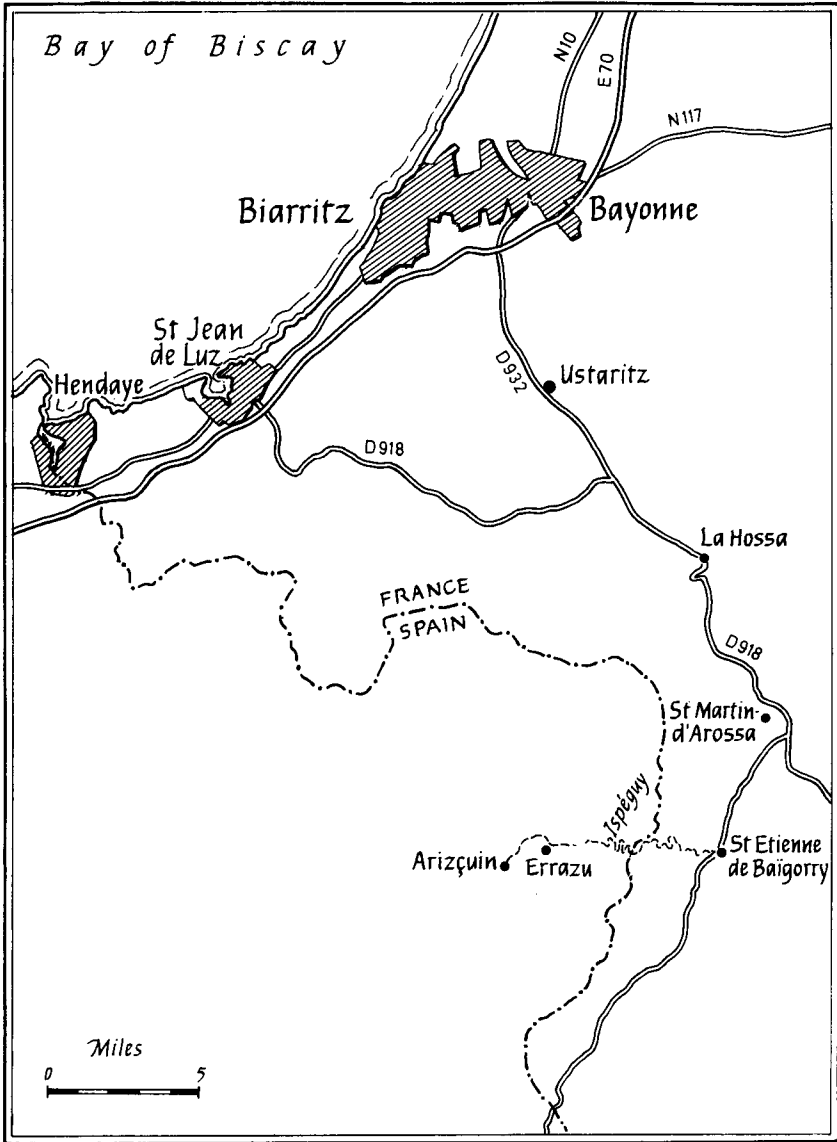 Bay of Biscay
N10
E70
N117
Biarritz
Bayonne
St Jean
de Luz
Hendaye
D932
Ustaritz
D918
La Hossa
FRANCE
SPAIN
D918
St Martin-
d'Arossa
Ispéguy
Arizçuin
Errazu
St Etienne
de Baïgorry
Miles
0 5